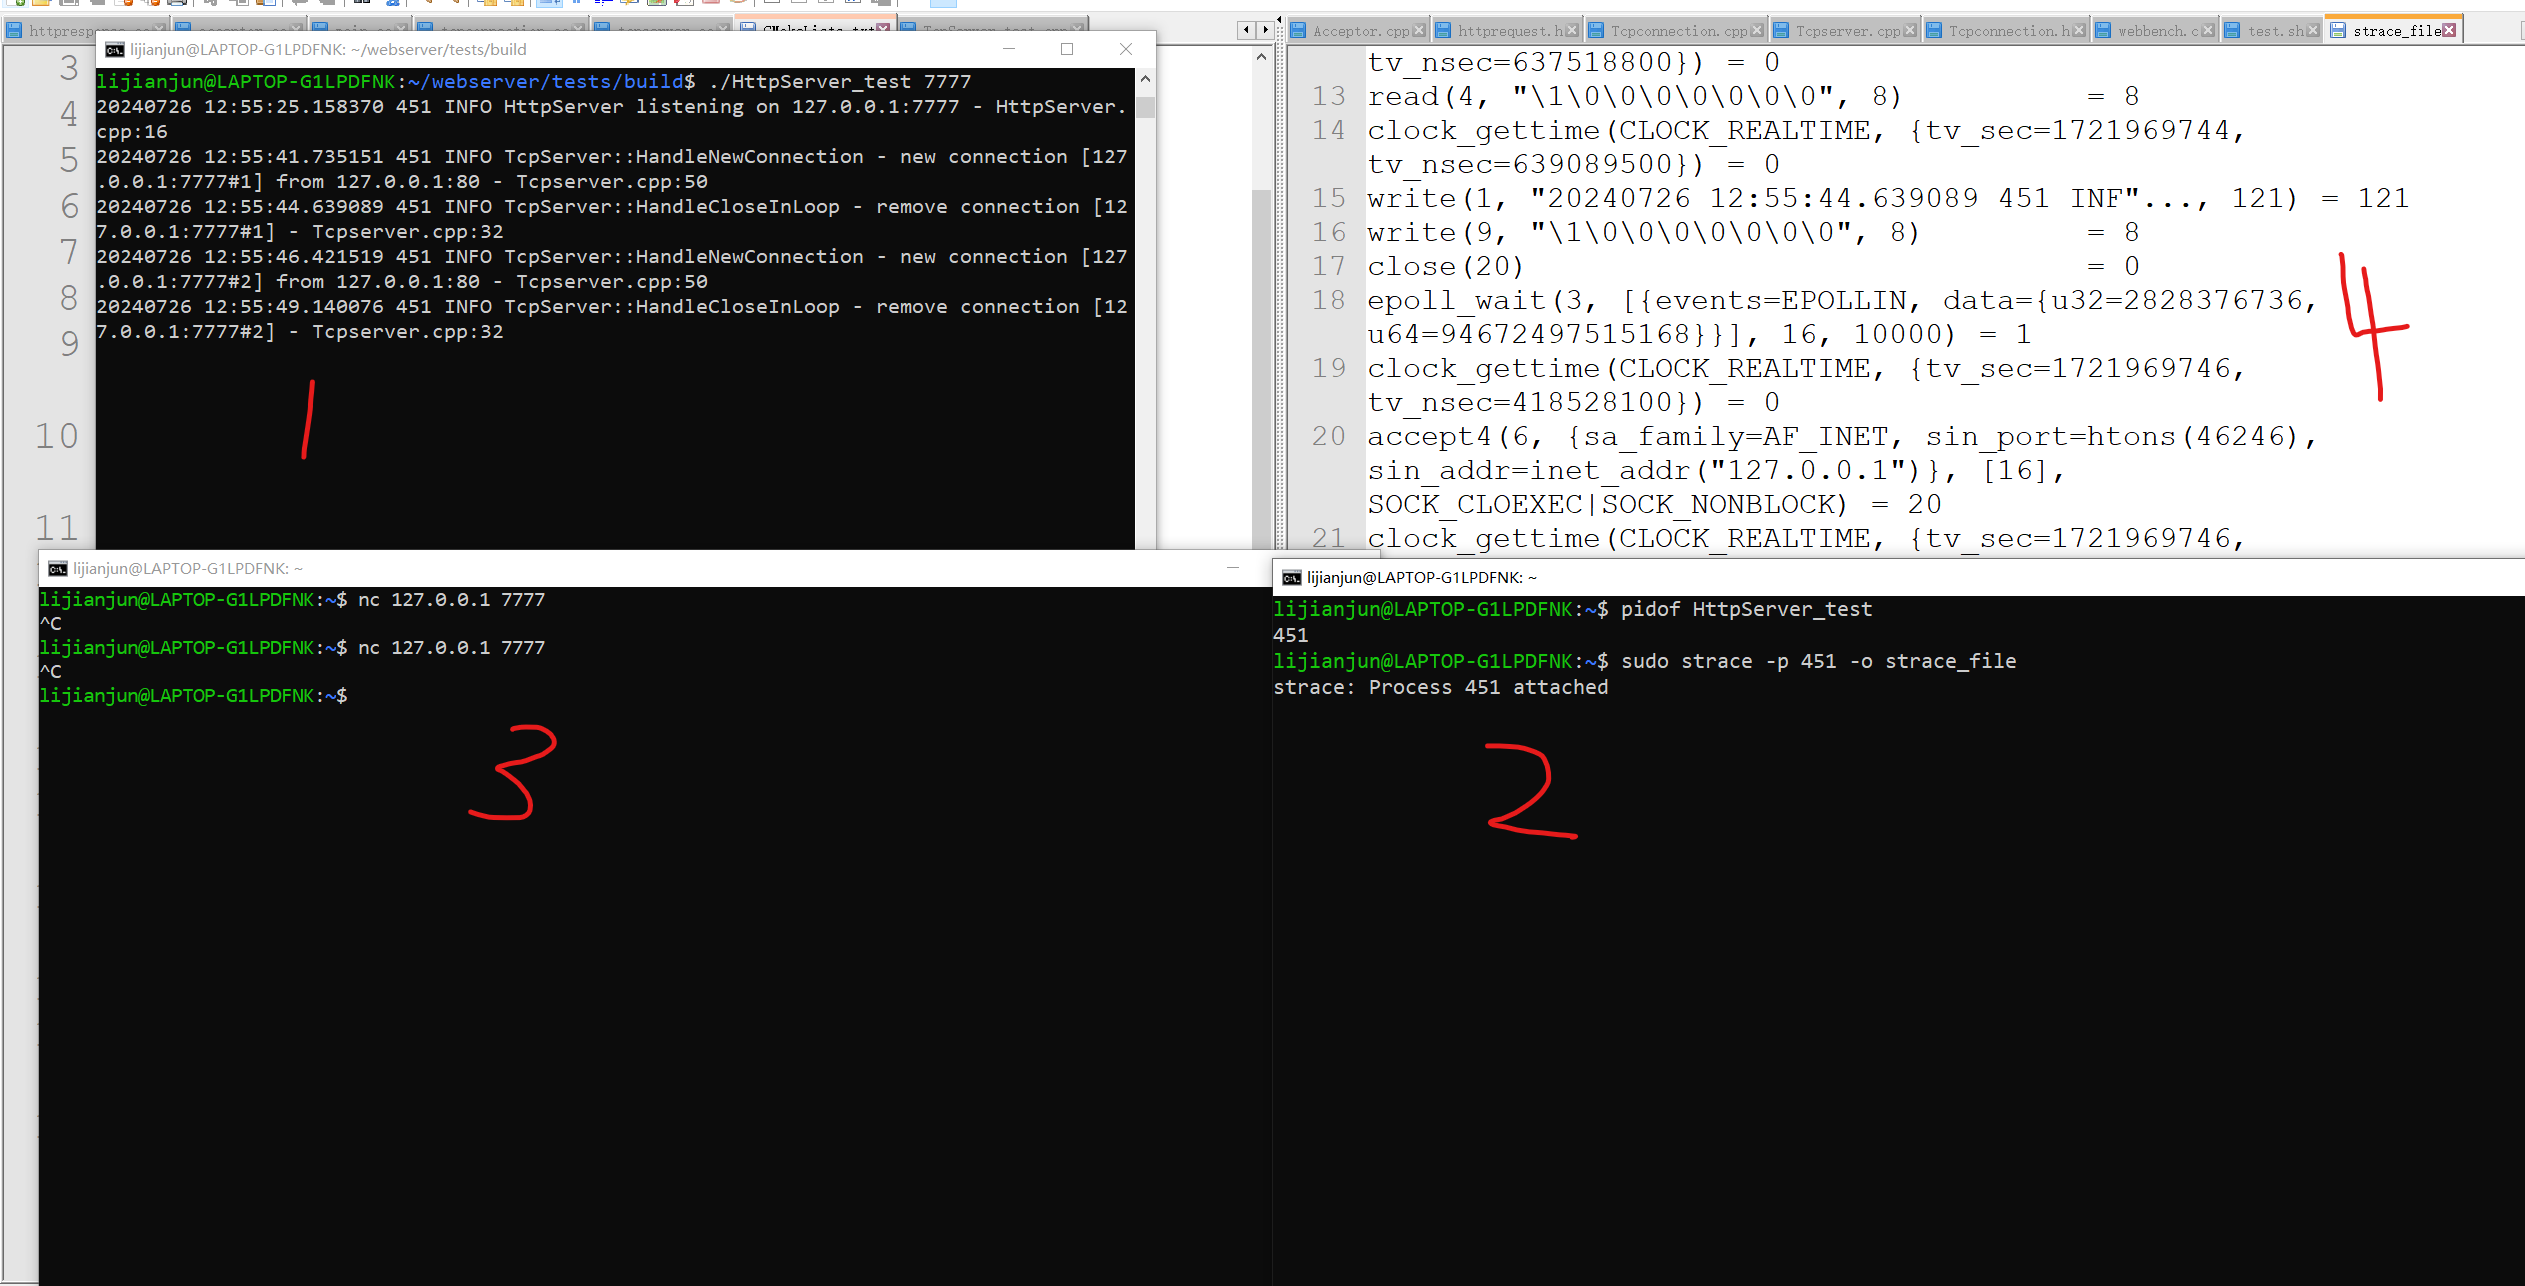 lijianjun@LAPTOP-G1LPDFNK: ~/webserver/tests/build
lijianjun@LAPTOP-G1LPDFNK:~/webserver/tests/build$ ./HttpServer_test 7777
20240726 12:55:25.158370 451 INFO HttpServer listening on 127.0.0.1:7777 - HttpServer.
cpp:16
20240726 12:55:41.735151 451 INFO TcpServer::HandleNewConnection - new connection [127
.0.0.1:7777#1] from 127.0.0.1:80 - Tcpserver.cpp:50
20240726 12:55:44.639089 451 INFO TcpServer::HandleCloseInLoop - remove connection [12
7.0.0.1:7777#1] - Tcpserver.cpp:32
20240726 12:55:46.421519 451 INFO TcpServer::HandleNewConnection - new connection [127
.0.0.1:7777#2] from 127.0.0.1:80 - Tcpserver.cpp:50
20240726 12:55:49.140076 451 INFO TcpServer::HandleCloseInLoop - remove connection [12
7.0.0.1:7777#2] - Tcpserver.cpp:32
1
3
4
5
6
7
8
9
10
11
Acceptor.cpp httprequest.h Tcpconnection.cpp Tcpserver.cpp Tcpconnection.h webbench.c test.sh strace_file
tv_nsec=637518800}) = 0
13 read(4, "\1\0\0\0\0\0\0\0", 8) = 8
14 clock_gettime(CLOCK_REALTIME, {tv_sec=1721969744,
tv_nsec=639089500}) = 0
15 write(1, "20240726 12:55:44.639089 451 INF"..., 121) = 121
16 write(9, "\1\0\0\0\0\0\0\0", 8) = 8
17 close(20) = 0
18 epoll_wait(3, [{events=EPOLLIN, data={u32=2828376736,
u64=94672497515168}}], 16, 10000) = 1
19 clock_gettime(CLOCK_REALTIME, {tv_sec=1721969746,
tv_nsec=418528100}) = 0
20 accept4(6, {sa_family=AF_INET, sin_port=htons(46246),
sin_addr=inet_addr("127.0.0.1")}, [16],
SOCK_CLOEXEC|SOCK_NONBLOCK) = 20
21 clock_gettime(CLOCK_REALTIME, {tv_sec=1721969746,
4
lijianjun@LAPTOP-G1LPDFNK: ~
lijianjun@LAPTOP-G1LPDFNK:~$ nc 127.0.0.1 7777
^C
lijianjun@LAPTOP-G1LPDFNK:~$ nc 127.0.0.1 7777
^C
lijianjun@LAPTOP-G1LPDFNK:~$
3
lijianjun@LAPTOP-G1LPDFNK: ~
lijianjun@LAPTOP-G1LPDFNK:~$ pidof HttpServer_test
451
lijianjun@LAPTOP-G1LPDFNK:~$ sudo strace -p 451 -o strace_file
strace: Process 451 attached
2